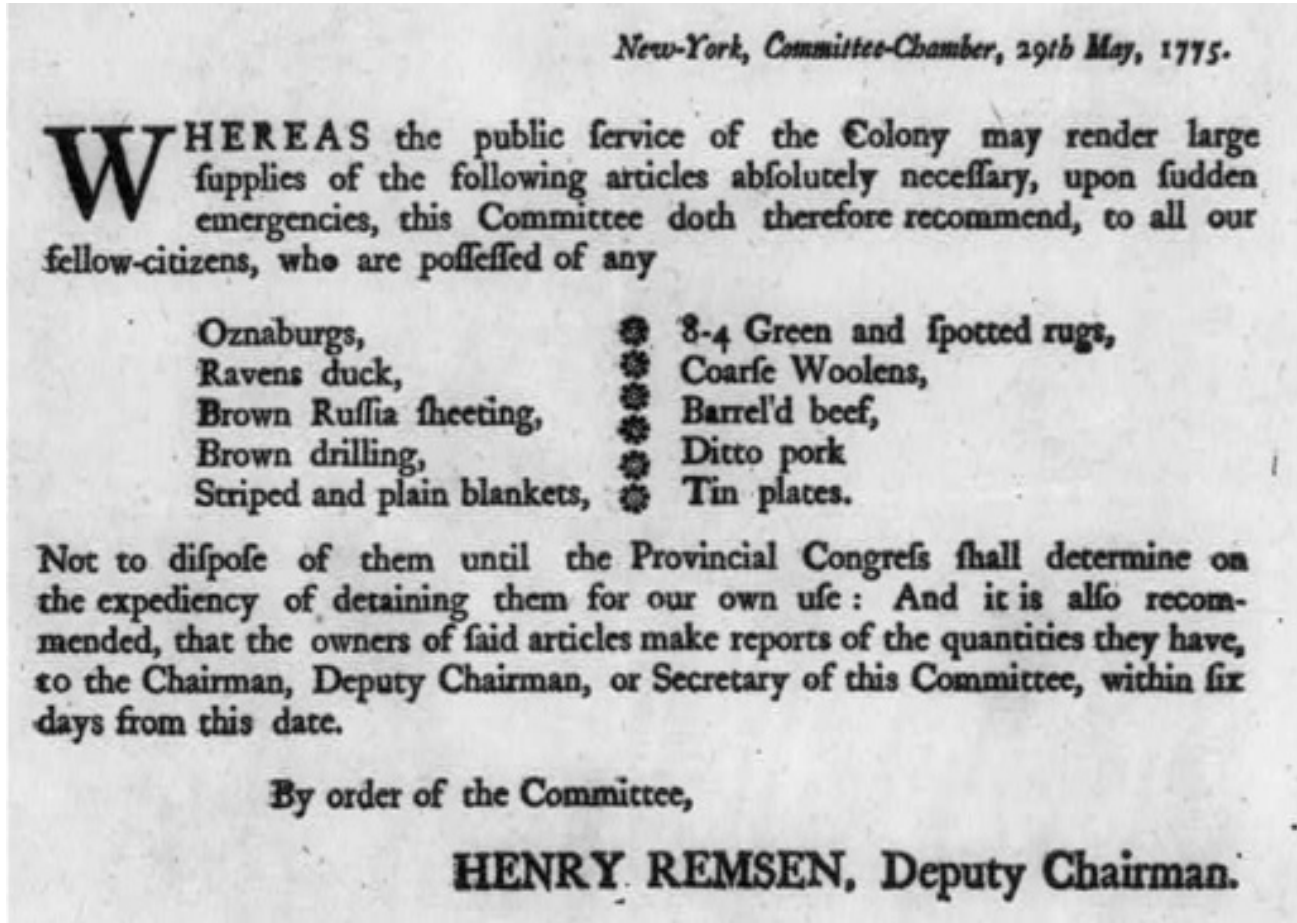 New-York, Committee-Chamber, 29th May, 1775.
WHEREAS the public ſervice of the Colony may render large
ſupplies of the following articles abſolutely neceſſary, upon ſudden
emergencies, this Committee doth therefore recommend, to all our
fellow-citizens, who are poſſeſſed of any
Oznaburgs,
Ravens duck,
Brown Ruſſia ſheeting,
Brown drilling,
Striped and plain blankets,
8-4 Green and ſpotted rugs,
Coarſe Woolens,
Barrel'd beef,
Ditto pork
Tin plates.
Not to diſpoſe of them until the Provincial Congreſs ſhall determine on
the expediency of detaining them for our own uſe : And it is alſo recom-
mended, that the owners of ſaid articles make reports of the quantities they have,
to the Chairman, Deputy Chairman, or Secretary of this Committee, within ſix
days from this date.
By order of the Committee,
HENRY REMSEN, Deputy Chairman.